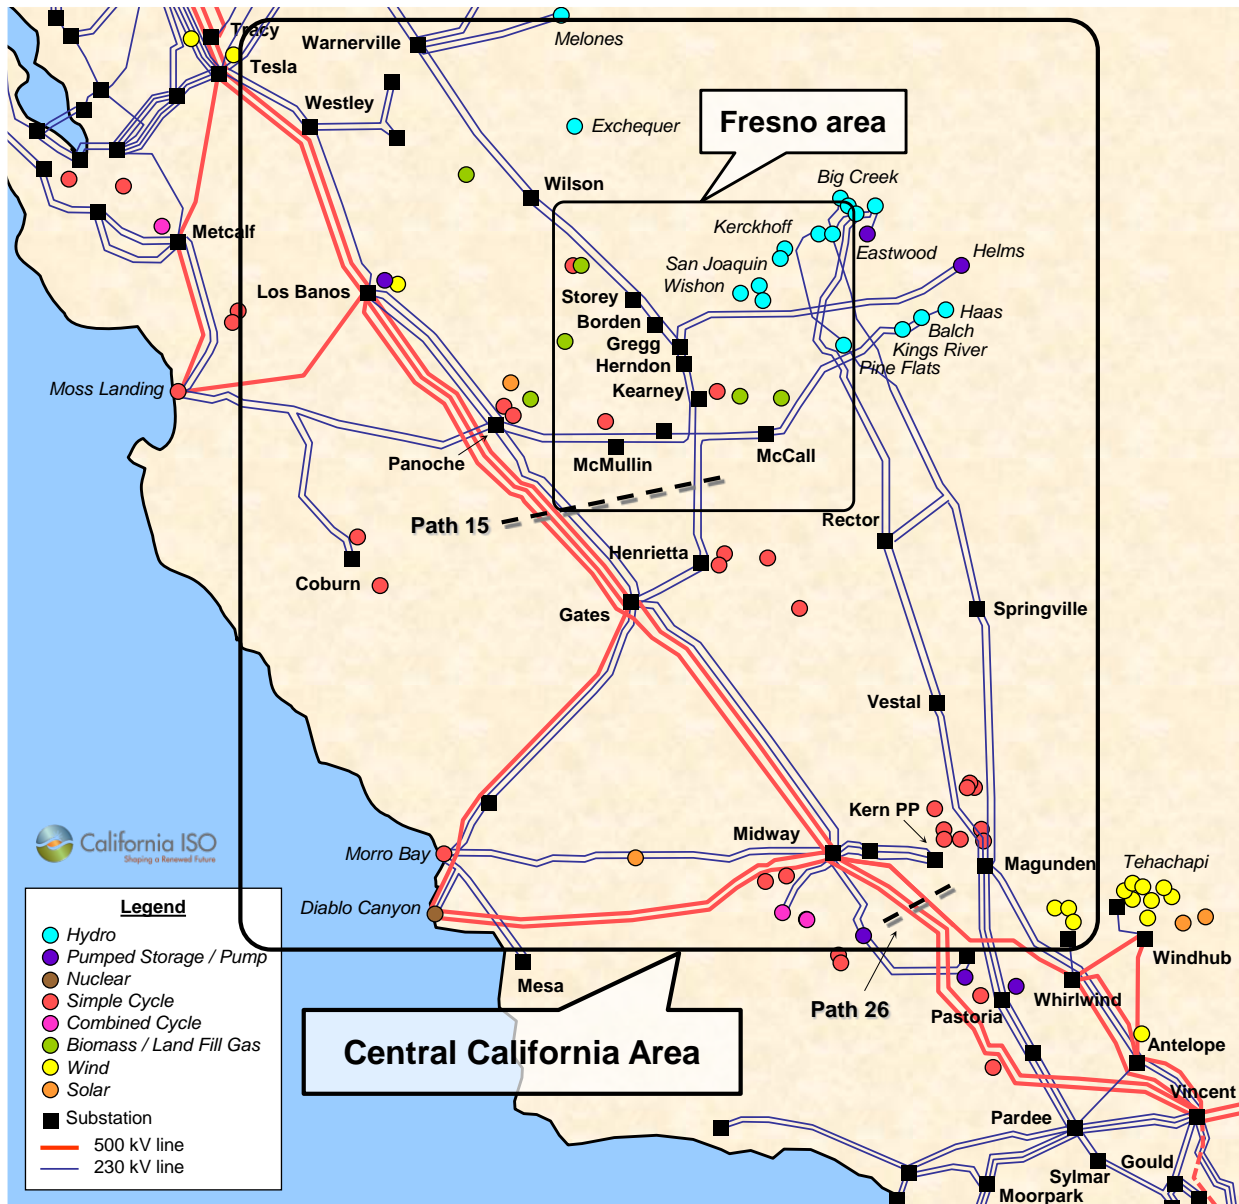 Tracy
Warnerville
Melones
Tesla
Westley
Exchequer
Fresno area
Wilson
Big Creek
Metcalf
Kerckhoff
Eastwood
Helms
San Joaquin
Wishon
Los Banos
Storey
Borden
Gregg
Herndon
Kearney
Haas
Balch
Kings River
Pine Flats
Moss Landing
Panoche
McMullin
McCall
Path 15
Rector
Henrietta
Coburn
Gates
Springville
Vestal
Kern PP
Midway
Magunden
Tehachapi
California ISO
Shaping a Renewed Future
Morro Bay
Diablo Canyon
Mesa
Windhub
Whirlwind
Path 26
Pastoria
Antelope
Central California Area
Vincent
Pardee
Gould
Sylmar
Moorpark
Legend
Hydro
Pumped Storage / Pump
Nuclear
Simple Cycle
Combined Cycle
Biomass / Land Fill Gas
Wind
Solar
Substation
500 kV line
230 kV line